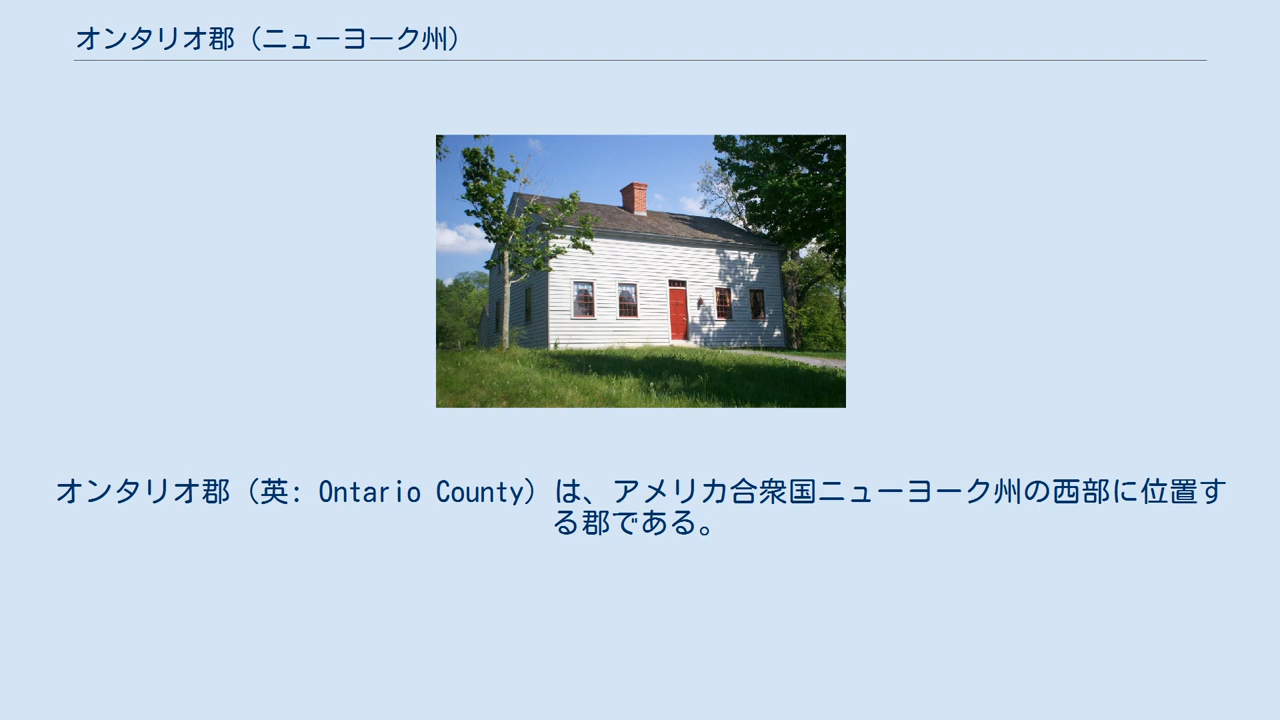 オンタリオ郡（ニューヨーク州）
オンタリオ郡（英: Ontario County）は、アメリカ合衆国ニューヨーク州の西部に位置す
る郡である。